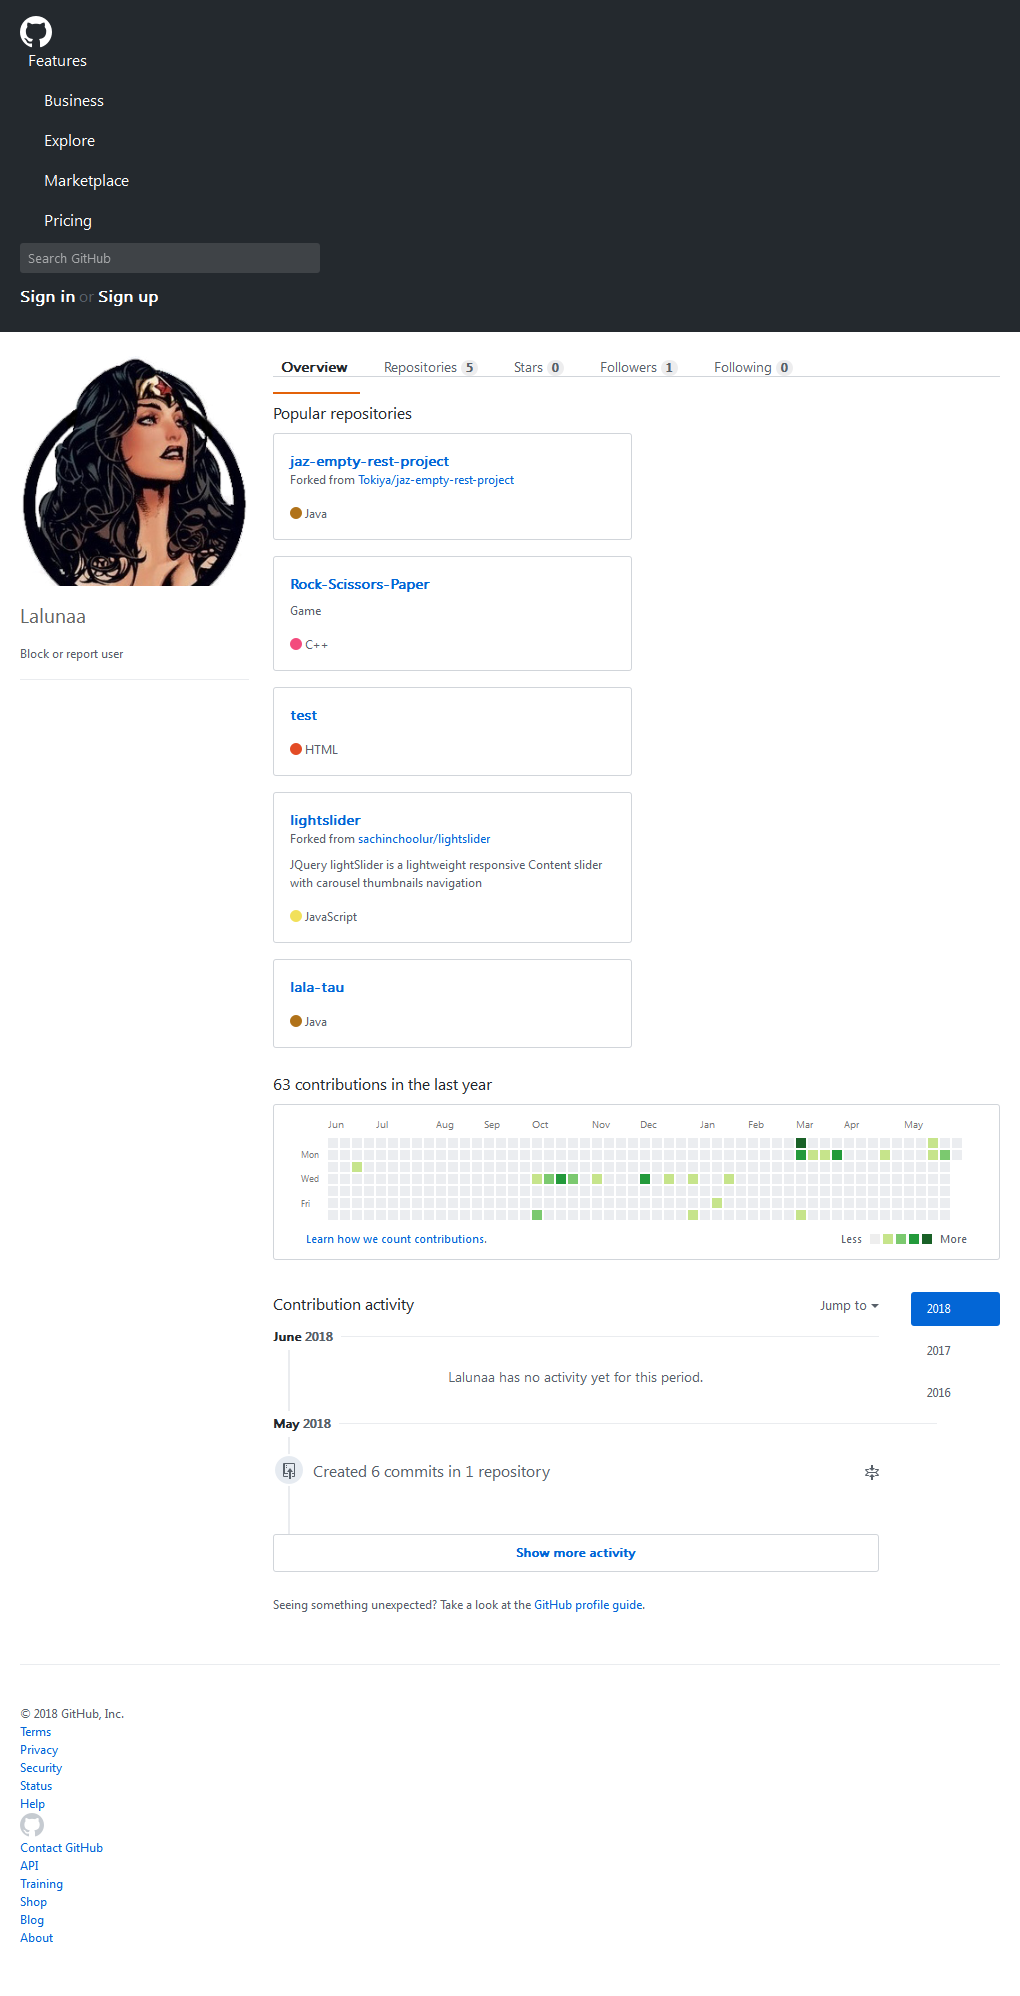 Features
Business
Explore
Marketplace
Pricing
Search GitHub
Sign in or Sign up
Overview Repositories 5 Stars 0 Followers 1 Following 0
Popular repositories
jaz-empty-rest-project
Forked from Tokiya/jaz-empty-rest-project
Java
Rock-Scissors-Paper
Game
C++
test
HTML
lightslider
Forked from sachinchoolur/lightslider
JQuery lightSlider is a lightweight responsive Content slider
with carousel thumbnails navigation
JavaScript
lala-tau
Java
Lalunaa
Block or report user
63 contributions in the last year
Jun Jul Aug Sep Oct Nov Dec Jan Feb Mar Apr May
Mon
Wed
Fri
Learn how we count contributions. Less More
Contribution activity Jump to
2018
2017
2016
June 2018
Lalunaa has no activity yet for this period.
May 2018
Created 6 commits in 1 repository
Show more activity
Seeing something unexpected? Take a look at the GitHub profile guide.
© 2018 GitHub, Inc.
Terms
Privacy
Security
Status
Help
Contact GitHub
API
Training
Shop
Blog
About